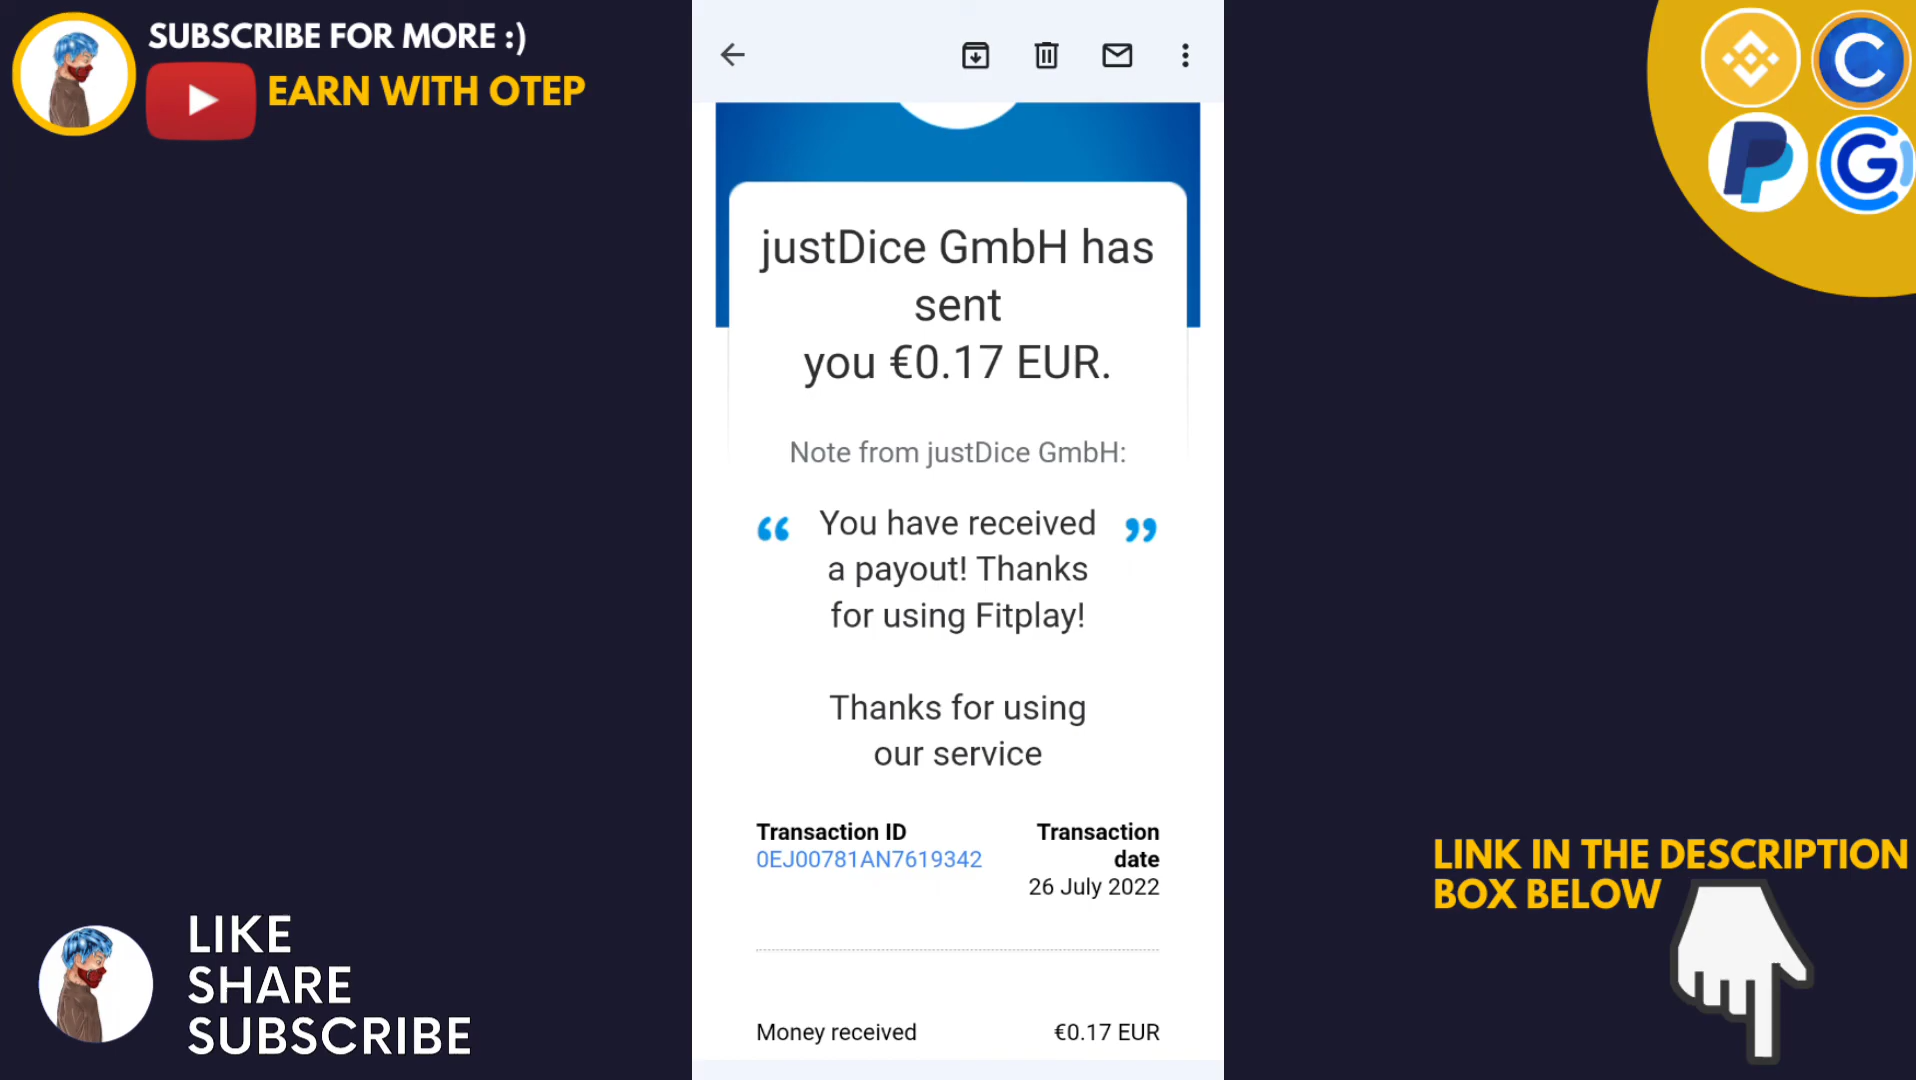 SUBSCRIBE FOR MORE :)
EARN WITH OTEP
justDice GmbH has
sent
you €0.17 EUR.
Note from justDice GmbH:
“ You have received ”
a payout! Thanks
for using Fitplay!
Thanks for using
our service
Transaction ID
0EJ00781AN7619342
Transaction
date
26 July 2022
Money received €0.17 EUR
LINK IN THE DESCRIPTION
BOX BELOW
LIKE
SHARE
SUBSCRIBE